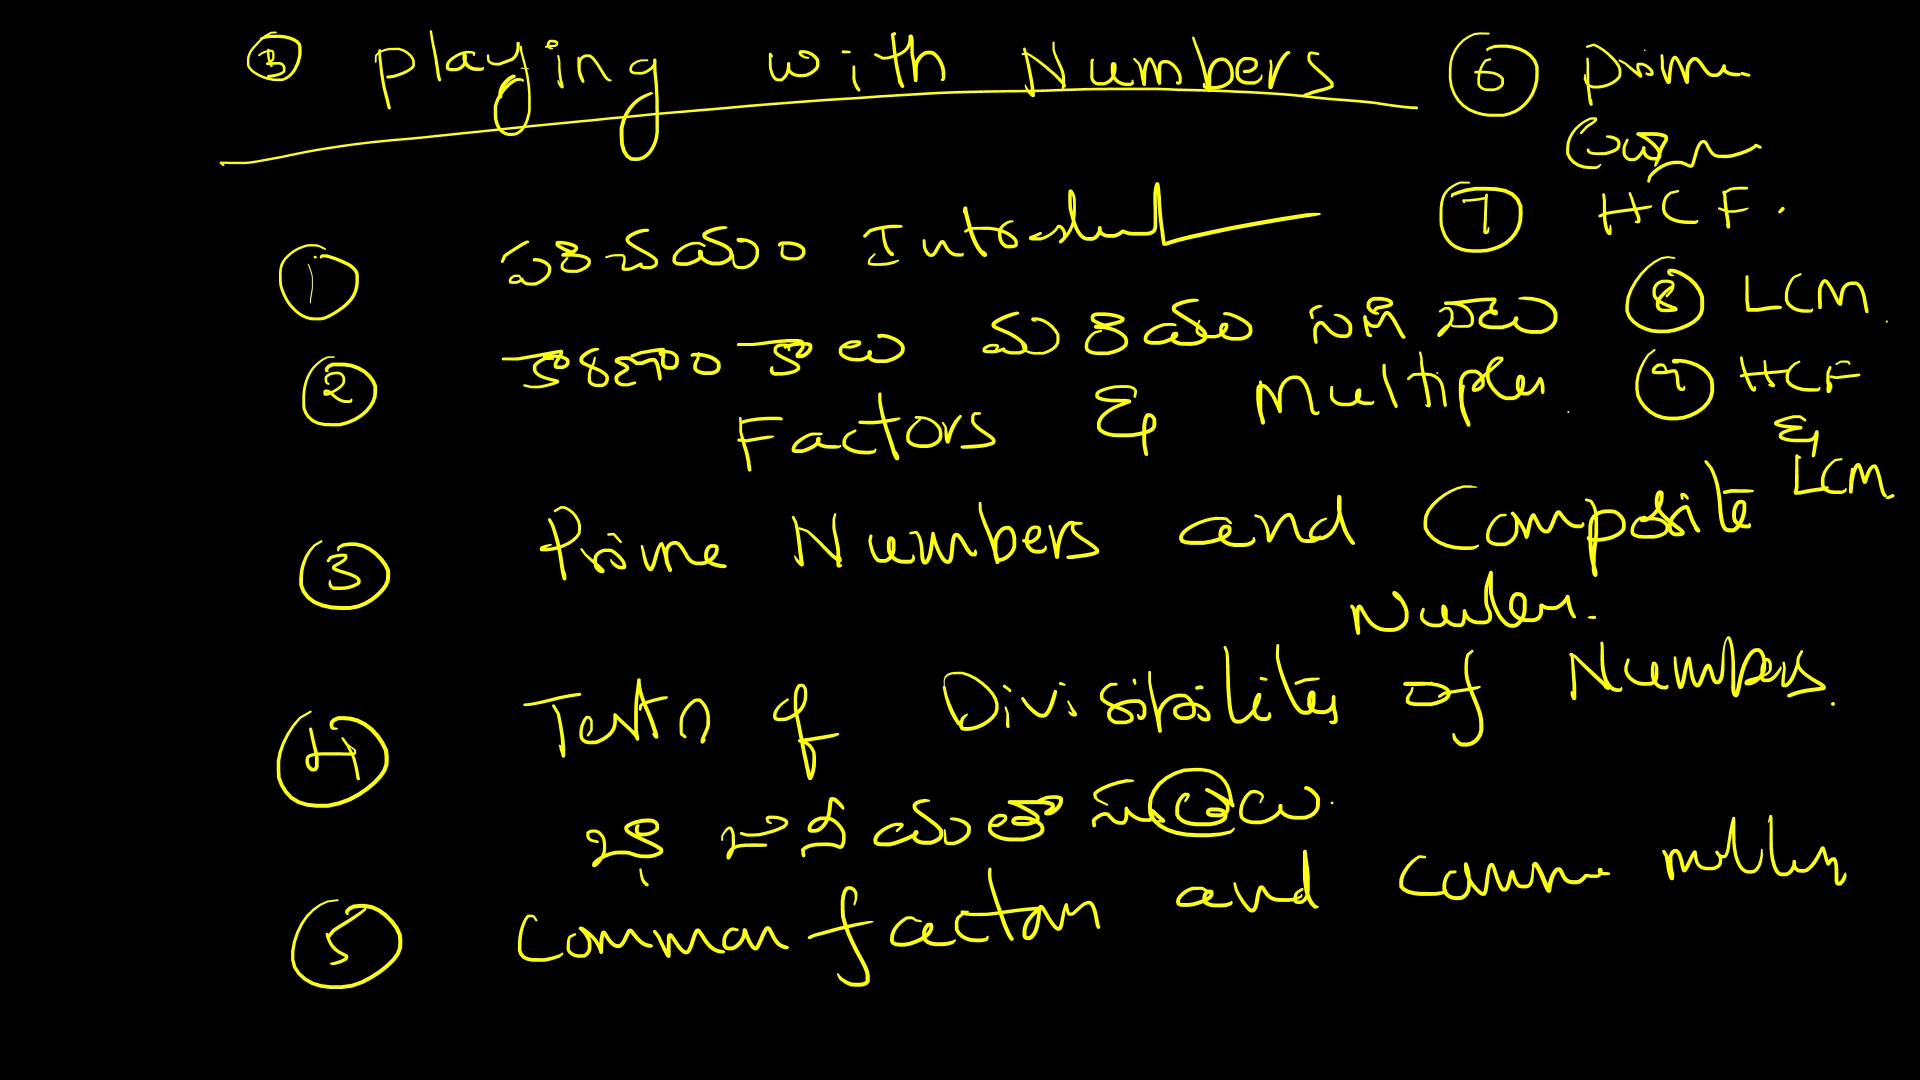 ③ playing with Numbers
① పరిచయం Introduct
② కారణాంకాలు మరియు
Factors & Multiples
③ Prime Numbers and Composite
Numbers.
④ Tests of Divisibility of Numbers.
⑤ Common factors and common
⑥ prime
⑦ HCF.
⑧ LCM.
⑨ HCF
&
LCM